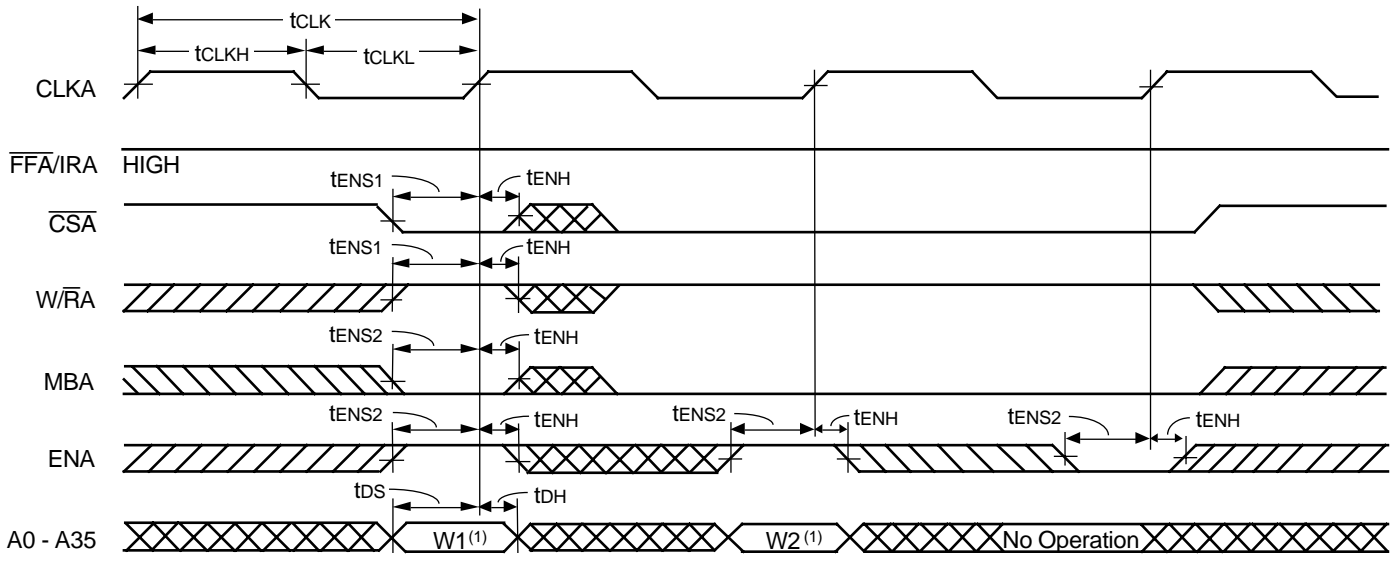 tCLK
tCLKH
tCLKL
CLKA
FFA/IRA HIGH
tENS1 tENH
CSA
tENS1 tENH
W/RA
tENS2 tENH
MBA
tENS2 tENH tENS2 tENH tENS2 tENH
ENA
tDS tDH
A0 - A35 W1(1) W2(1) No Operation